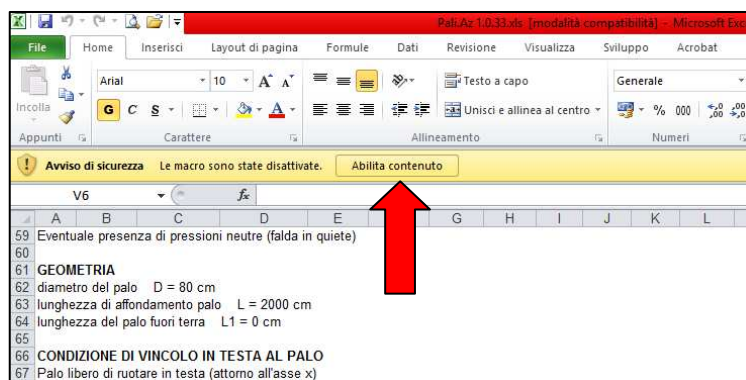 Pali.Az 1.0.33.xls [modalità compatibilità] - Microsoft Exc
File Home Inserisci Layout di pagina Formule Dati Revisione Visualizza Sviluppo Acrobat
Incolla
Arial 10 A A
Testo a capo
Generale
G C S A
Unisci e allinea al centro
% 000 ,00 ,00
Appunti Carattere Allineamento Numeri
Avviso di sicurezza Le macro sono state disattivate. Abilita contenuto
V6 fx
A B C D E G H I J K L
59 Eventuale presenza di pressioni neutre (falda in quiete)
60
61 GEOMETRIA
62 diametro del palo D = 80 cm
63 lunghezza di affondamento palo L = 2000 cm
64 lunghezza del palo fuori terra L1 = 0 cm
65
66 CONDIZIONE DI VINCOLO IN TESTA AL PALO
67 Palo libero di ruotare in testa (attorno all'asse x)